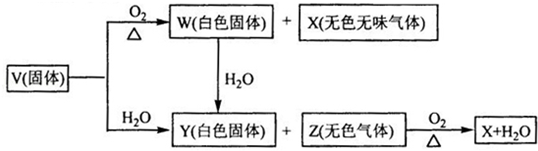 O₂ △ W(白色固体) + X(无色无味气体)
V(固体) H₂O
H₂O Y(白色固体) + Z(无色气体) O₂ △ X+H₂O